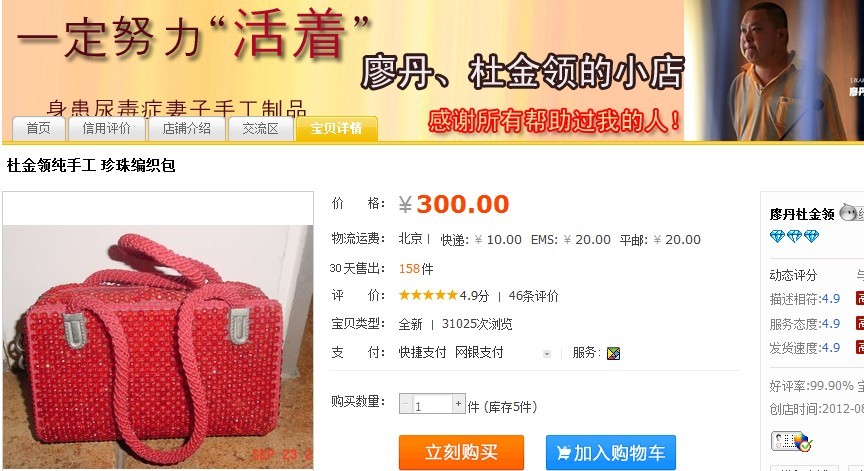 一定努力“活着”
廖丹、杜金领的小店
身患尿毒症妻子手工制品
感谢所有帮助过我的人！
首页 信用评价 店铺介绍 交流区 宝贝详情
杜金领纯手工 珍珠编织包
价 格： ¥300.00
物流运费： 北京 | 快递: ¥ 10.00 EMS: ¥ 20.00 平邮: ¥ 20.00
30天售出： 158件
评 价： 4.9分 | 46条评价
宝贝类型： 全新 | 31025次浏览
支 付： 快捷支付 网银支付 服务:
购买数量： - 1 + 件 (库存5件)
立刻购买 加入购物车
SEP 23 2
廖丹杜金领
动态评分 与
描述相符:4.9 高
服务态度:4.9 高
发货速度:4.9 高
好评率:99.90%
创店时间:2012-08